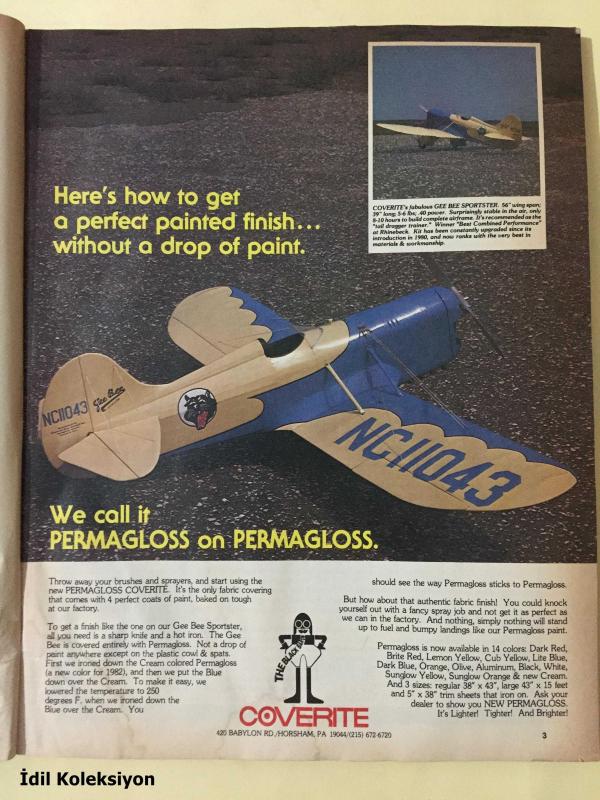 Here's how to get
a perfect painted finish...
without a drop of paint.
COVERITE's fabulous GEE BEE SPORTSTER. 56" wing span;
39" long; 5-6 lbs; .40 power. Surprisingly stable in the air, only
8-10 hours to build complete airframe. It's recommended as the
"tail dragger trainer." Winner "Best Combined Performance"
at Rhinebeck. Kit has been constantly upgraded since its
introduction in 1980, and now ranks with the very best in
materials & workmanship.
NC11043
Gee Bee
NC11043
We call it
PERMAGLOSS on PERMAGLOSS.
Throw away your brushes and sprayers, and start using the
new PERMAGLOSS COVERITE. It's the only fabric covering
that comes with 4 perfect coats of paint, baked on tough
at our factory.
To get a finish like the one on our Gee Bee Sportster,
all you need is a sharp knife and a hot iron. The Gee
Bee is covered entirely with Permagloss. Not a drop of
paint anywhere except on the plastic cowl & spats.
First we ironed down the Cream colored Permagloss
(a new color for 1982), and then we put the Blue
down over the Cream. To make it easy, we
lowered the temperature to 250
degrees F. when we ironed down the
Blue over the Cream. You
should see the way Permagloss sticks to Permagloss.
But how about that authentic fabric finish! You could knock
yourself out with a fancy spray job and not get it as perfect as
we can in the factory. And nothing, simply nothing will stand
up to fuel and bumpy landings like our Permagloss paint.
Permagloss is now available in 14 colors: Dark Red,
Brite Red, Lemon Yellow, Cub Yellow, Lite Blue,
Dark Blue, Orange, Olive, Aluminum, Black, White,
Sunglow Yellow, Sunglow Orange & new Cream.
And 3 sizes: regular 38" x 43", large 43" x 15 feet
and 5" x 38" trim sheets that iron on. Ask your
dealer to show you NEW PERMAGLOSS.
It's Lighter! Tighter! And Brighter!
THE BLACK BARON
COVERITE
420 BABYLON RD./HORSHAM, PA 19044/(215) 672-6720
3
İdil Koleksiyon